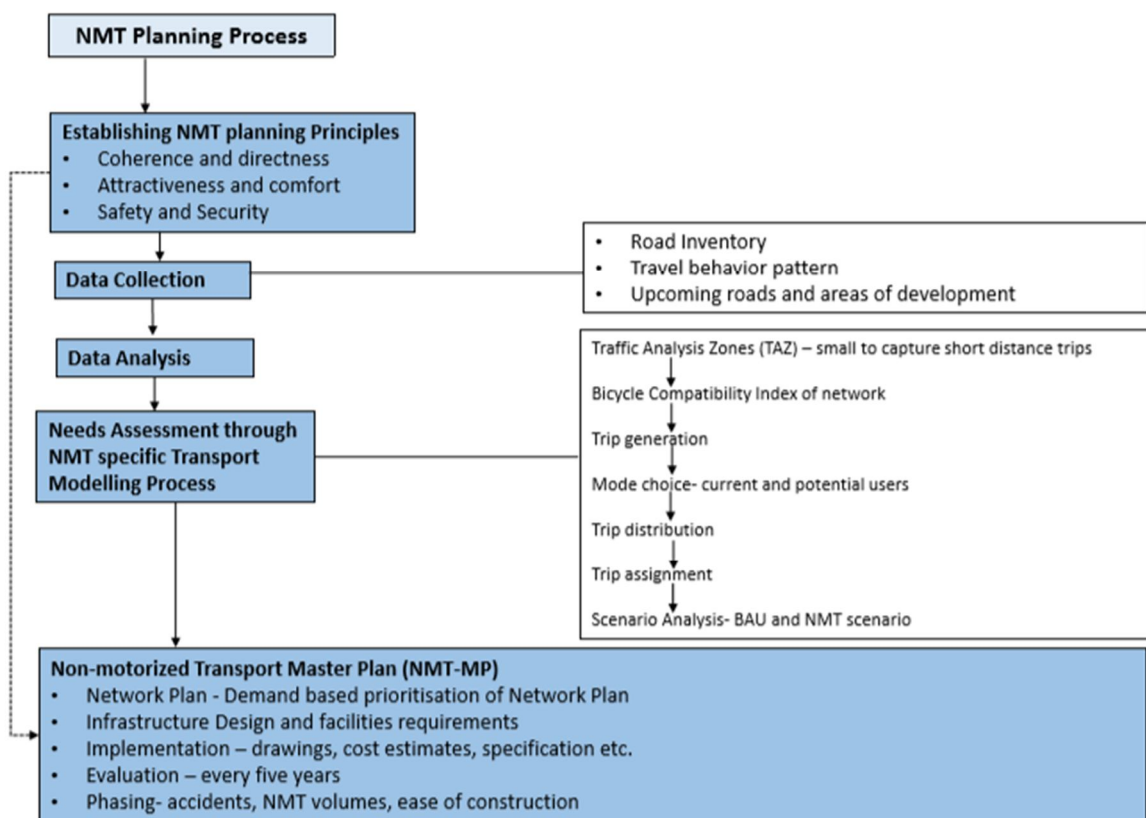 NMT Planning Process
Establishing NMT planning Principles
• Coherence and directness
• Attractiveness and comfort
• Safety and Security
Data Collection
• Road Inventory
• Travel behavior pattern
• Upcoming roads and areas of development
Data Analysis
Needs Assessment through
NMT specific Transport
Modelling Process
Traffic Analysis Zones (TAZ) – small to capture short distance trips
Bicycle Compatibility Index of network
Trip generation
Mode choice- current and potential users
Trip distribution
Trip assignment
Scenario Analysis- BAU and NMT scenario
Non-motorized Transport Master Plan (NMT-MP)
• Network Plan - Demand based prioritisation of Network Plan
• Infrastructure Design and facilities requirements
• Implementation – drawings, cost estimates, specification etc.
• Evaluation – every five years
• Phasing- accidents, NMT volumes, ease of construction